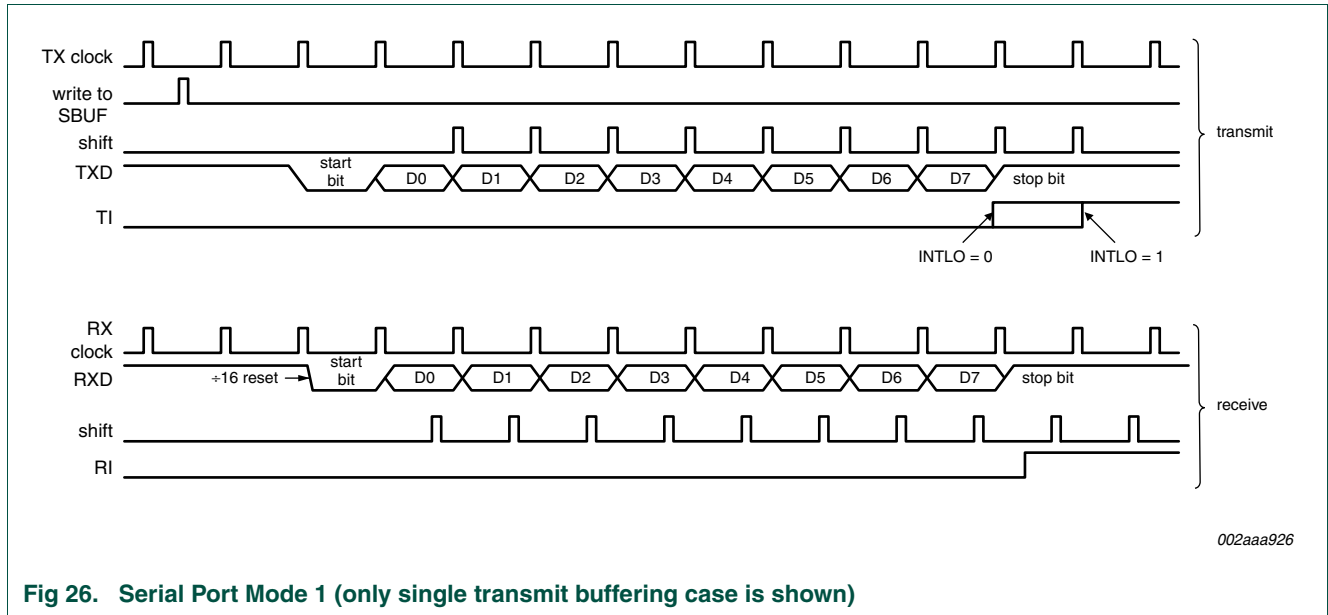 TX clock
write to
SBUF
shift
TXD
start
bit
D0
D1
D2
D3
D4
D5
D6
D7
stop bit
TI
INTLO = 0
INTLO = 1
transmit
RX
clock
RXD
÷16 reset
start
bit
D0
D1
D2
D3
D4
D5
D6
D7
stop bit
shift
RI
receive
002aaa926
Fig 26. Serial Port Mode 1 (only single transmit buffering case is shown)